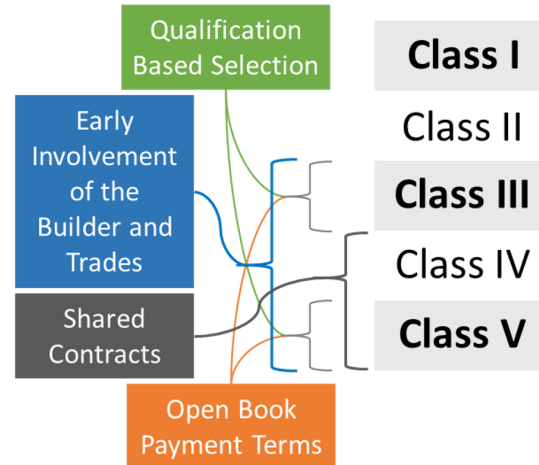 Qualification
Based Selection
Early
Involvement
of the
Builder and
Trades
Shared
Contracts
Open Book
Payment Terms
Class I
Class II
Class III
Class IV
Class V